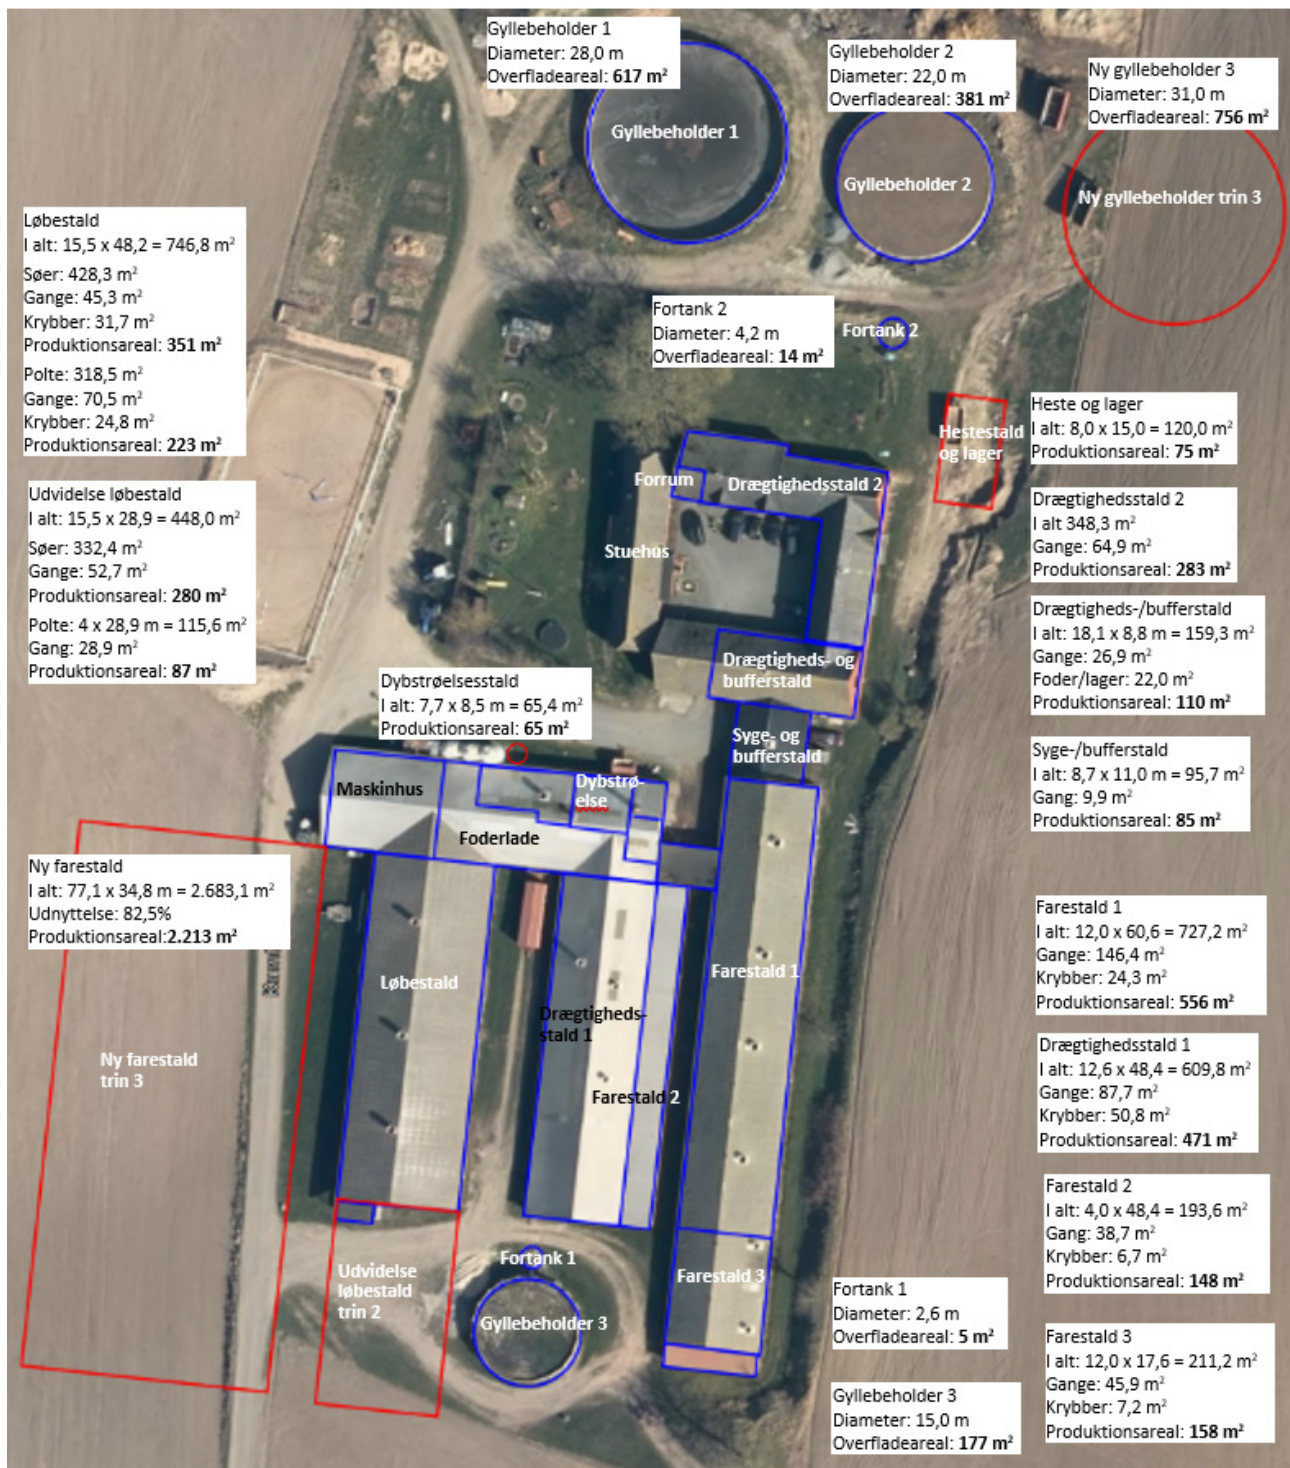 Gyllebeholder 1
Diameter: 28,0 m
Overfladeareal: 617 m²
Gyllebeholder 2
Diameter: 22,0 m
Overfladeareal: 381 m²
Ny gyllebeholder 3
Diameter: 31,0 m
Overfladeareal: 756 m²
Gyllebeholder 1
Gyllebeholder 2
Ny gyllebeholder trin 3
Løbestald
I alt: 15,5 x 48,2 = 746,8 m²
Søer: 428,3 m²
Gange: 45,3 m²
Krybber: 31,7 m²
Produktionsareal: 351 m²
Polte: 318,5 m²
Gange: 70,5 m²
Krybber: 24,8 m²
Produktionsareal: 223 m²
Fortank 2
Diameter: 4,2 m
Overfladeareal: 14 m²
Fortank 2
Heste og lager
I alt: 8,0 x 15,0 = 120,0 m²
Produktionsareal: 75 m²
Hestestald
og lager
Forrum
Drægtighedsstald 2
Stuehus
Udvidelse løbestald
I alt: 15,5 x 28,9 = 448,0 m²
Søer: 332,4 m²
Gange: 52,7 m²
Produktionsareal: 280 m²
Polte: 4 x 28,9 m = 115,6 m²
Gang: 28,9 m²
Produktionsareal: 87 m²
Drægtighedsstald 2
I alt 348,3 m²
Gange: 64,9 m²
Produktionsareal: 283 m²
Drægtigheds-/bufferstald
I alt: 18,1 x 8,8 m = 159,3 m²
Gange: 26,9 m²
Foder/lager: 22,0 m²
Produktionsareal: 110 m²
Drægtigheds- og
bufferstald
Dybstrøelsesstald
I alt: 7,7 x 8,5 m = 65,4 m²
Produktionsareal: 65 m²
Syge- og
bufferstald
Syge-/bufferstald
I alt: 8,7 x 11,0 m = 95,7 m²
Gang: 9,9 m²
Produktionsareal: 85 m²
Maskinhus
Dybstrø-
else
Foderlade
Ny farestald
I alt: 77,1 x 34,8 m = 2.683,1 m²
Udnyttelse: 82,5%
Produktionsareal:2.213 m²
Farestald 1
I alt: 12,0 x 60,6 = 727,2 m²
Gange: 146,4 m²
Krybber: 24,3 m²
Produktionsareal: 556 m²
Løbestald
Farestald 1
Drægtigheds-
stald 1
Ny farestald
trin 3
Farestald 2
Drægtighedsstald 1
I alt: 12,6 x 48,4 = 609,8 m²
Gange: 87,7 m²
Krybber: 50,8 m²
Produktionsareal: 471 m²
Farestald 2
I alt: 4,0 x 48,4 = 193,6 m²
Gang: 38,7 m²
Krybber: 6,7 m²
Produktionsareal: 148 m²
Fortank 1
Udvidelse
løbestald
trin 2
Farestald 3
Gyllebeholder 3
Fortank 1
Diameter: 2,6 m
Overfladeareal: 5 m²
Farestald 3
I alt: 12,0 x 17,6 = 211,2 m²
Gange: 45,9 m²
Krybber: 7,2 m²
Produktionsareal: 158 m²
Gyllebeholder 3
Diameter: 15,0 m
Overfladeareal: 177 m²